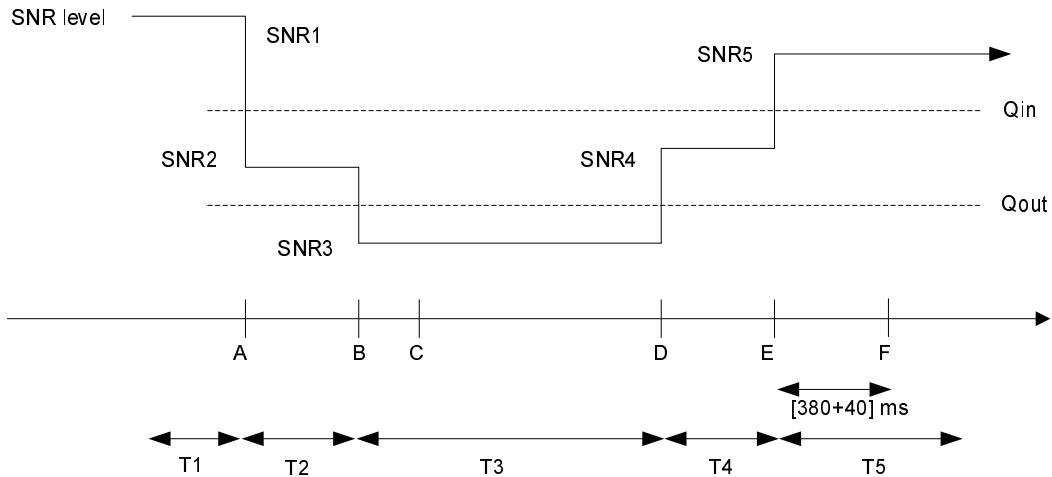 SNR level
SNR1
SNR5
Qin
SNR2
SNR4
Qout
SNR3
A
B
C
D
E
F
[380+40] ms
T1
T2
T3
T4
T5